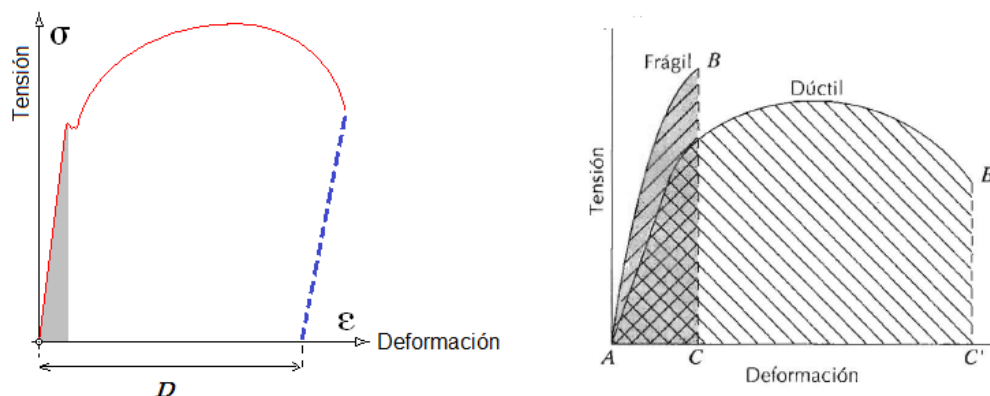 σ
Tensión
ε
Deformación
D
Frágil
B
Dúctil
Tensión
B
A
C
C'
Deformación